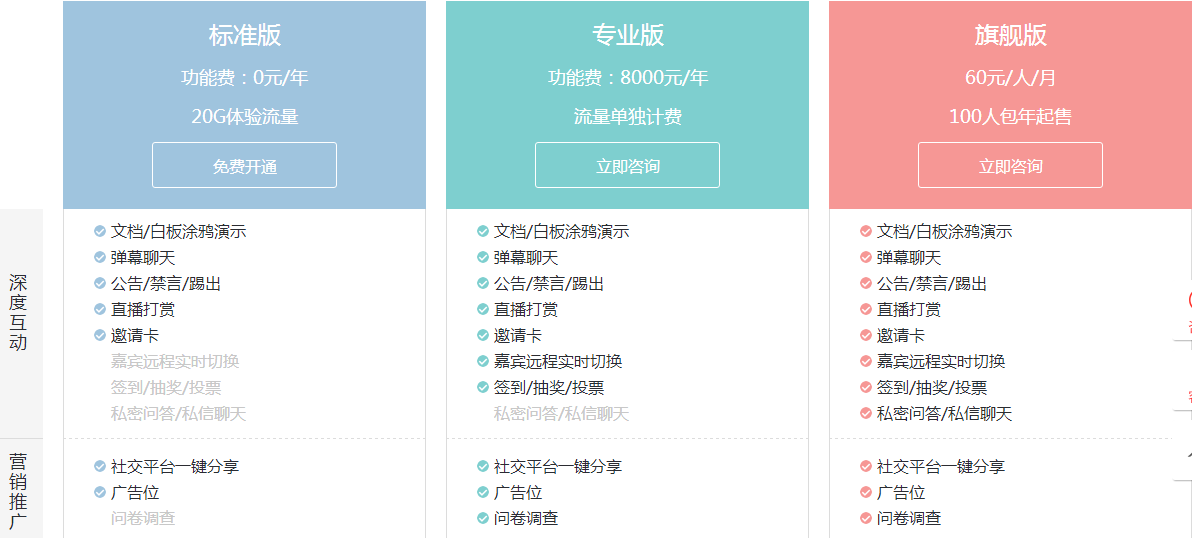 标准版
功能费：0元/年
20G体验流量
免费开通
专业版
功能费：8000元/年
流量单独计费
立即咨询
旗舰版
60元/人/月
100人包年起售
立即咨询
深度互动
文档/白板涂鸦演示
弹幕聊天
公告/禁言/踢出
直播打赏
邀请卡
嘉宾远程实时切换
签到/抽奖/投票
私密问答/私信聊天
文档/白板涂鸦演示
弹幕聊天
公告/禁言/踢出
直播打赏
邀请卡
嘉宾远程实时切换
签到/抽奖/投票
私密问答/私信聊天
文档/白板涂鸦演示
弹幕聊天
公告/禁言/踢出
直播打赏
邀请卡
嘉宾远程实时切换
签到/抽奖/投票
私密问答/私信聊天
营销推广
社交平台一键分享
广告位
问卷调查
社交平台一键分享
广告位
问卷调查
社交平台一键分享
广告位
问卷调查